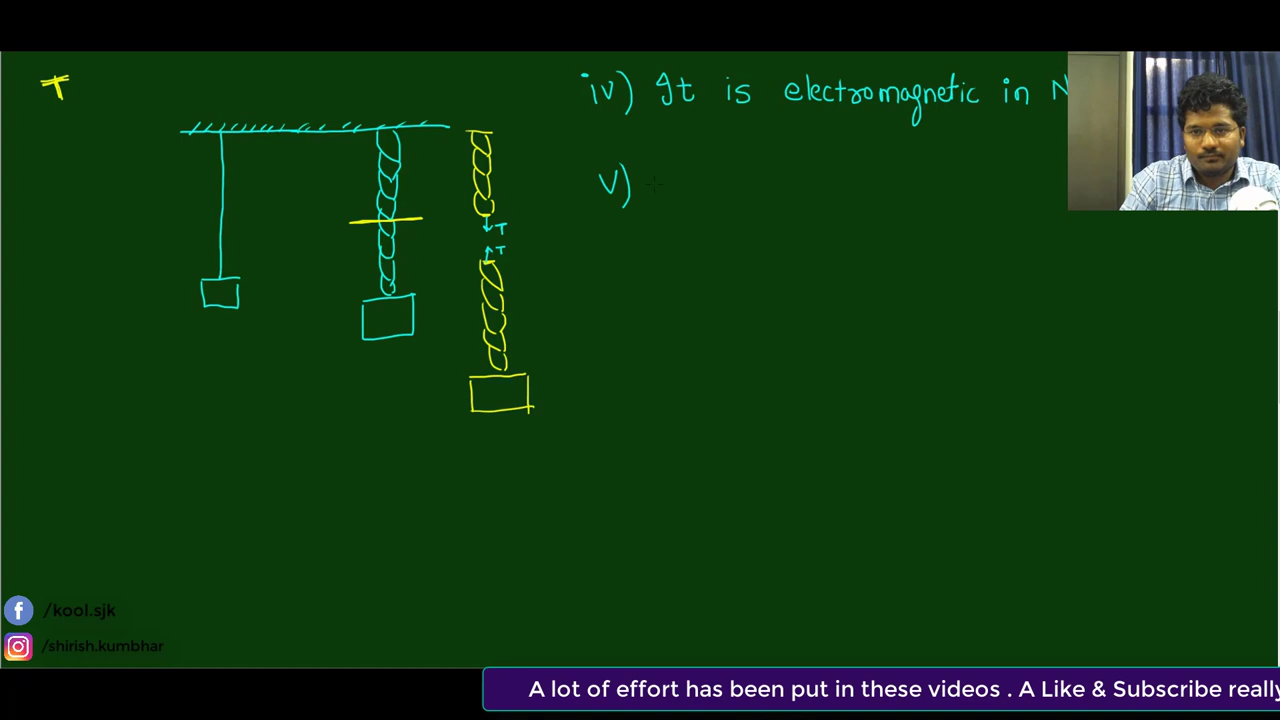 T
iv) It is electromagnetic in N
v)
T
T
/kool.sjk
/shirish.kumbhar
A lot of effort has been put in these videos . A Like & Subscribe really